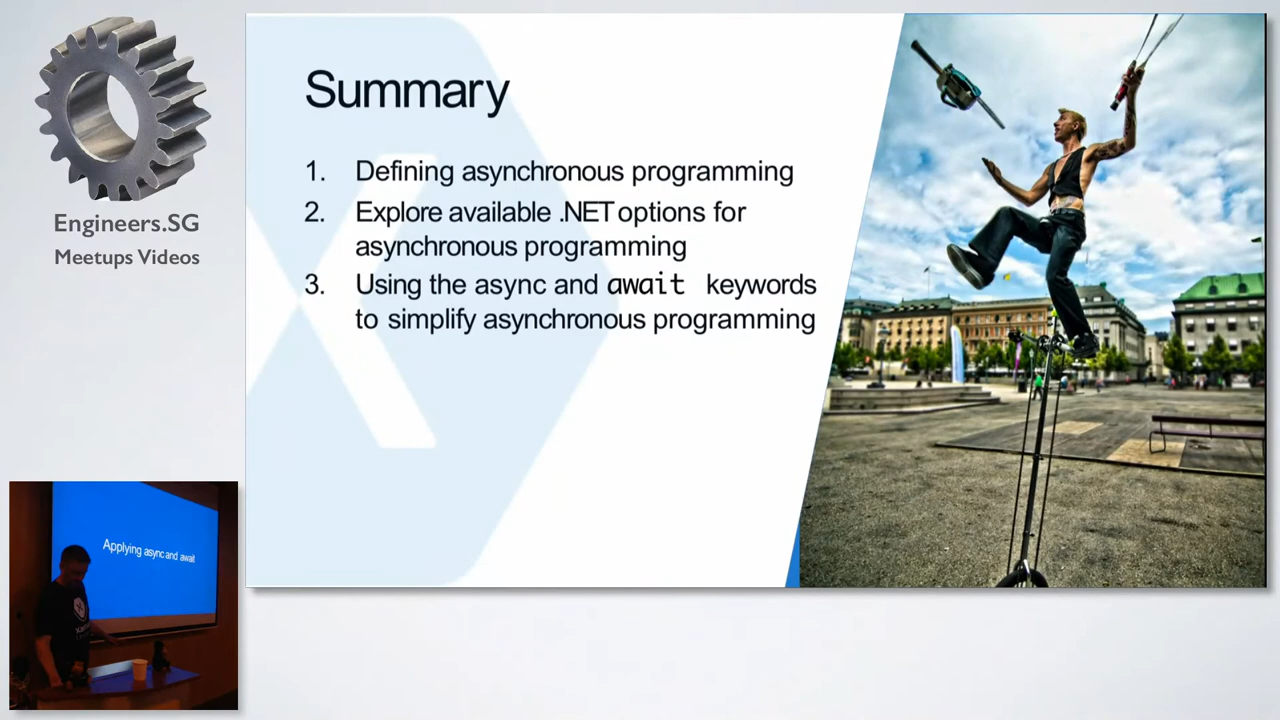 Engineers.SG
Meetups Videos
Summary
1. Defining asynchronous programming
2. Explore available .NET options for
asynchronous programming
3. Using the async and await keywords
to simplify asynchronous programming
Applying async and await